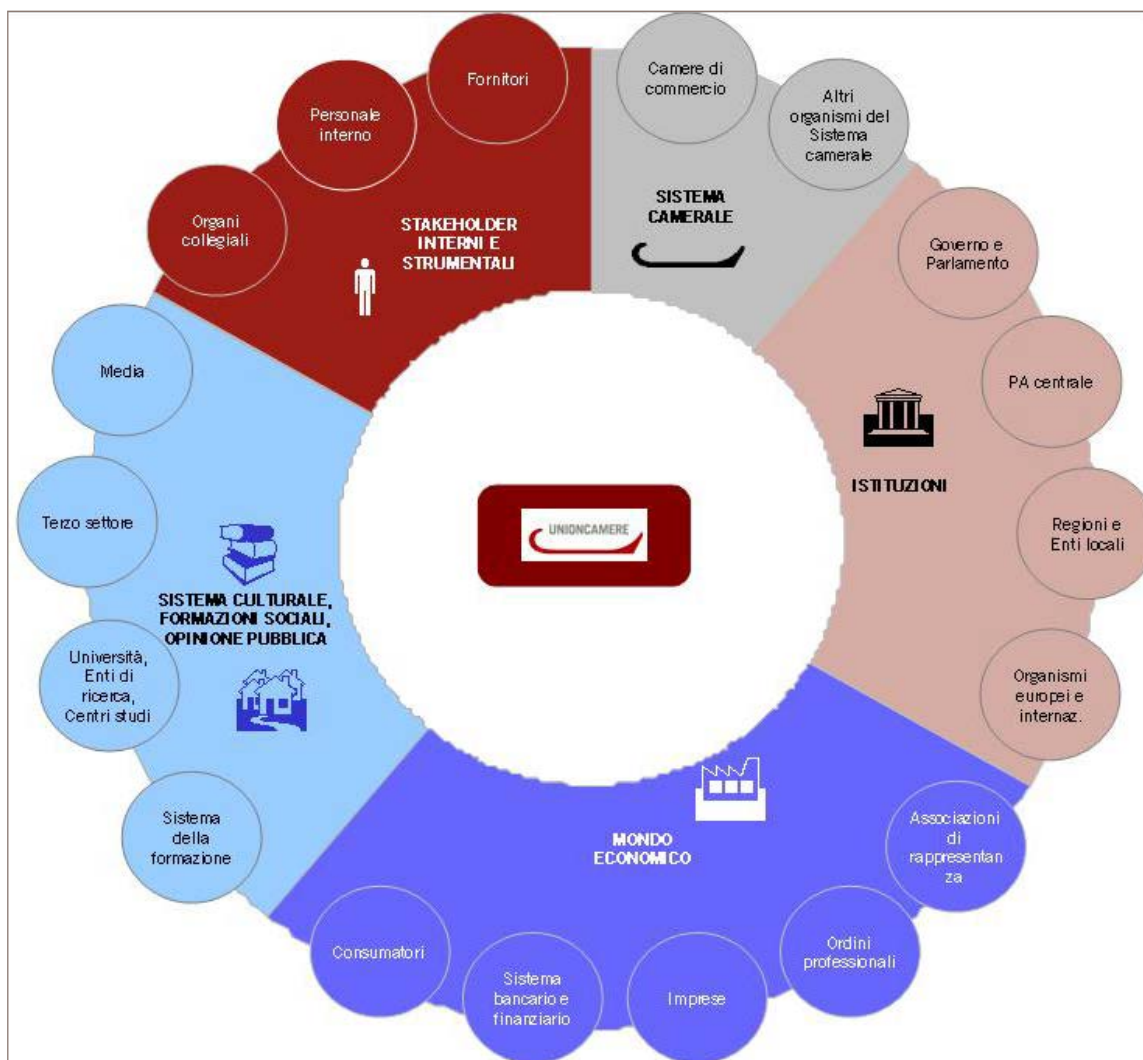 Fornitori
Camere di
commercio
Personale
interno
Altri
organismi del
Sistema
camerale
Organi
collegiali
STAKEHOLDER
INTERNI E
STRUMENTALI
SISTEMA
CAMERALE
Governo e
Parlamento
Media
PA centrale
ISTITUZIONI
Terzo settore
UNIONCAMERE
Regioni e
Enti locali
SISTEMA CULTURALE,
FORMAZIONI SOCIALI,
OPINIONE PUBBLICA
Università,
Enti di
ricerca,
Centri studi
Organismi
europei e
internaz.
Sistema
della
formazione
MONDO
ECONOMICO
Associazioni
di
rappresentan
za
Consumatori
Sistema
bancario e
finanziario
Imprese
Ordini
professionali